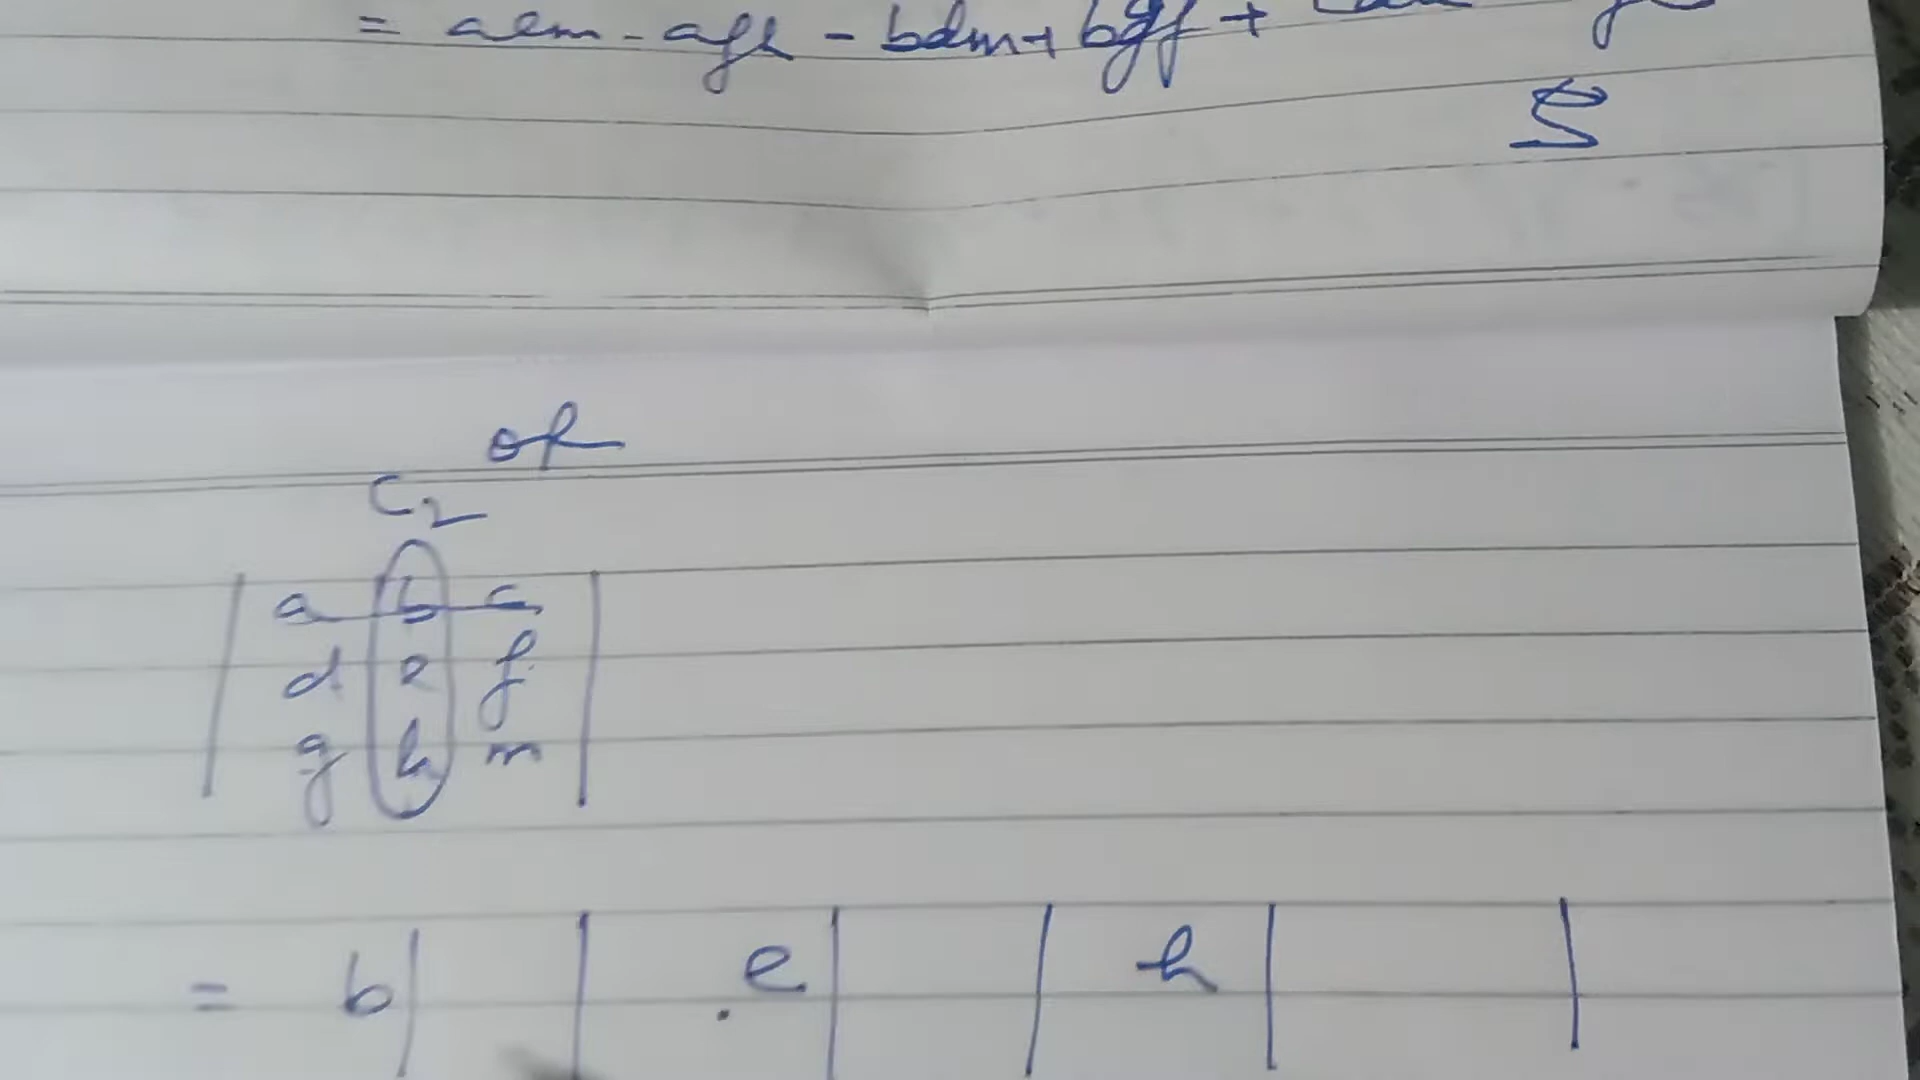 = aem - afh - bdm + bgf +
or
C2
| a b c |
| d e f |
| g h m |
= b| | e| | h| |